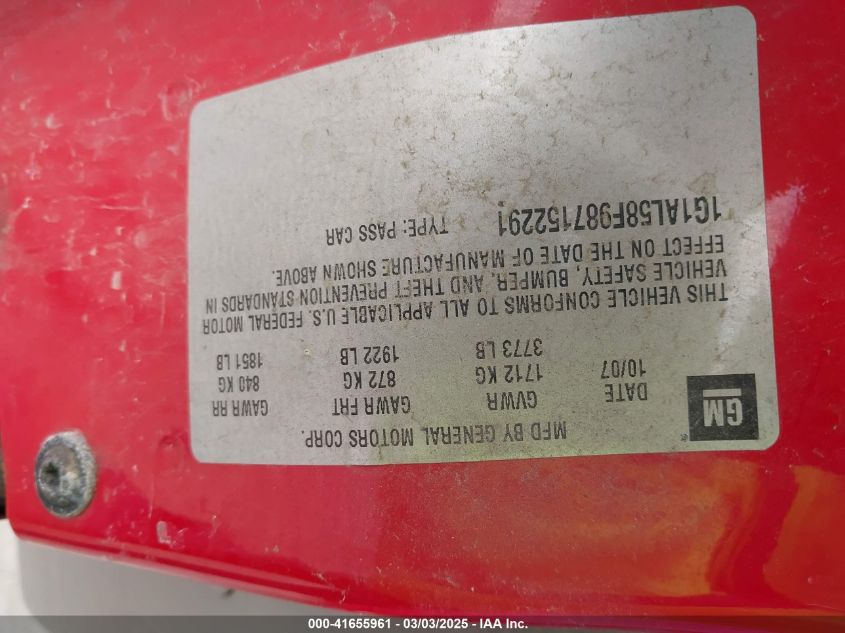 MFD BY GENERAL MOTORS CORP.
GM®
DATE GVWR GAWR FRT GAWR RR
10/07 1712 KG 872 KG 840 KG
3773 LB 1922 LB 1851 LB
THIS VEHICLE CONFORMS TO ALL APPLICABLE U.S. FEDERAL MOTOR
VEHICLE SAFETY, BUMPER, AND THEFT PREVENTION STANDARDS IN
EFFECT ON THE DATE OF MANUFACTURE SHOWN ABOVE.
1G1AL58F987152291 TYPE: PASS CAR
000-41655961 - 03/03/2025 - IAA Inc.